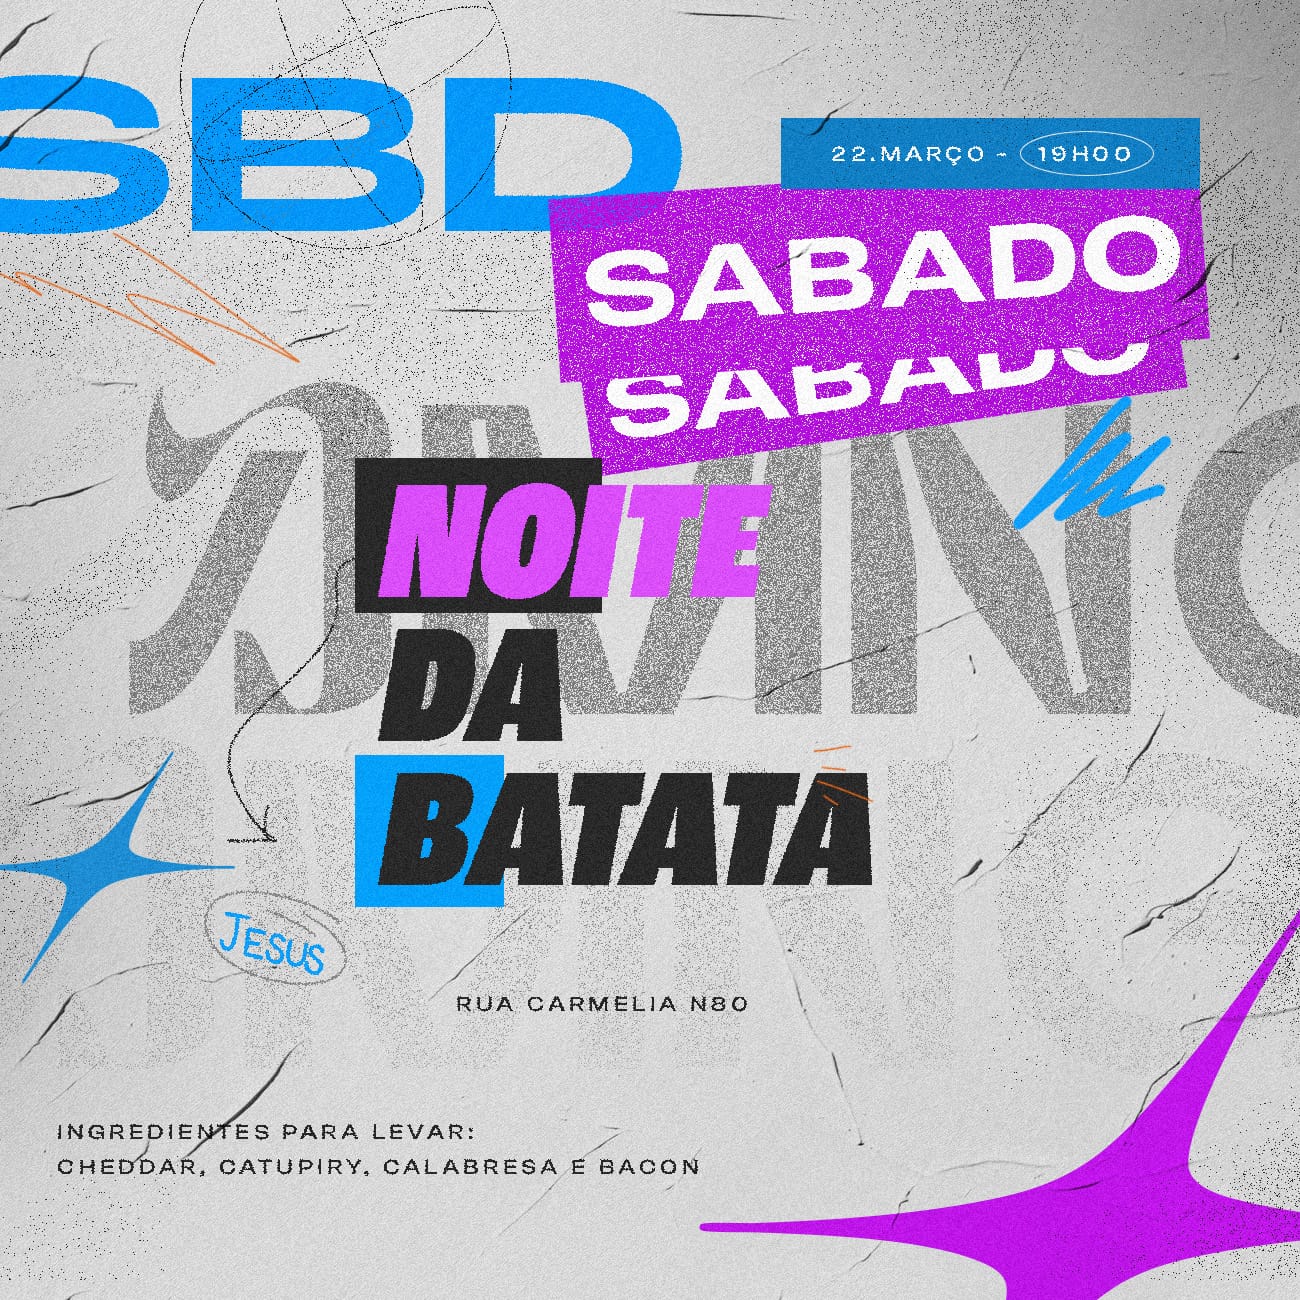 SBD
22.MARÇO - 19H00
SABADO
SABADO
NOITE
DA
BATATA
JESUS
RUA CARMELIA N80
INGREDIENTES PARA LEVAR:
CHEDDAR, CATUPIRY, CALABRESA E BACON